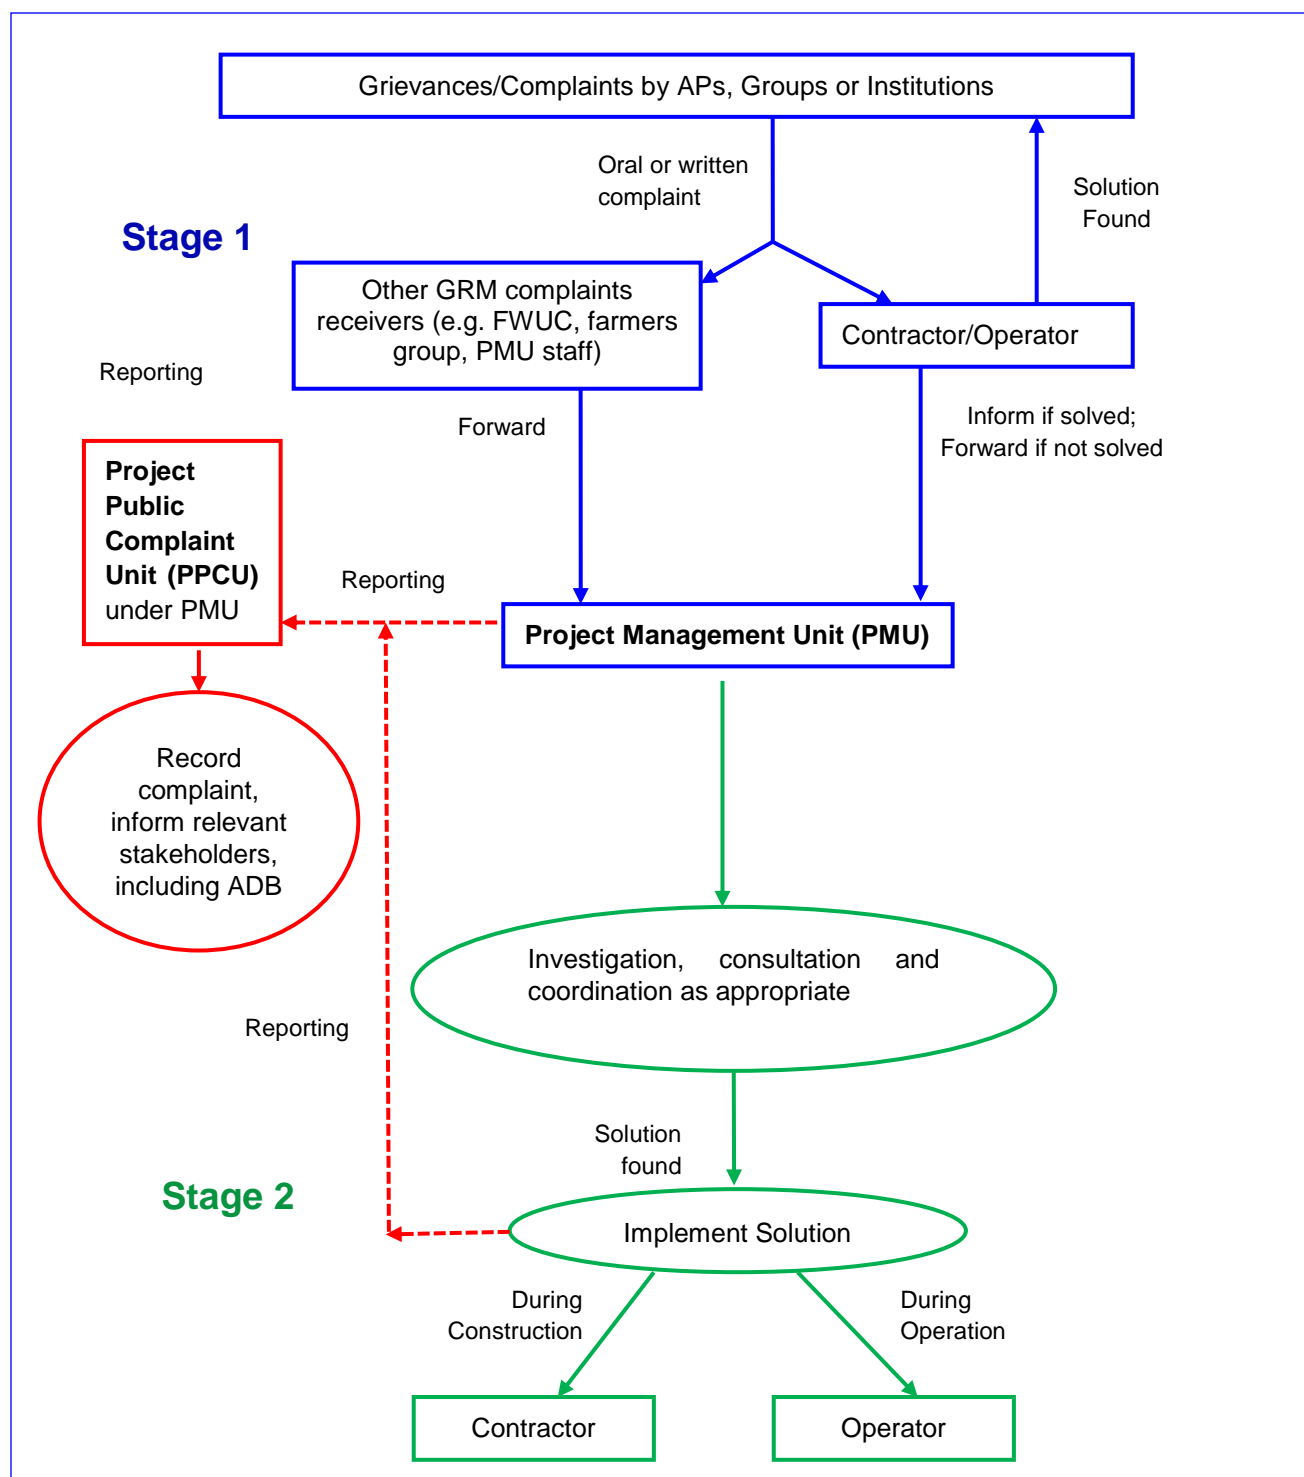 Grievances/Complaints by APs, Groups or Institutions
Oral or written
complaint
Solution
Found
Stage 1
Other GRM complaints
receivers (e.g. FWUC, farmers
group, PMU staff)
Contractor/Operator
Reporting
Forward
Inform if solved;
Forward if not solved
Project
Public
Complaint
Unit (PPCU)
under PMU
Reporting
Project Management Unit (PMU)
Record
complaint,
inform relevant
stakeholders,
including ADB
Investigation, consultation and
coordination as appropriate
Reporting
Solution
found
Stage 2
Implement Solution
During
Construction
During
Operation
Contractor
Operator